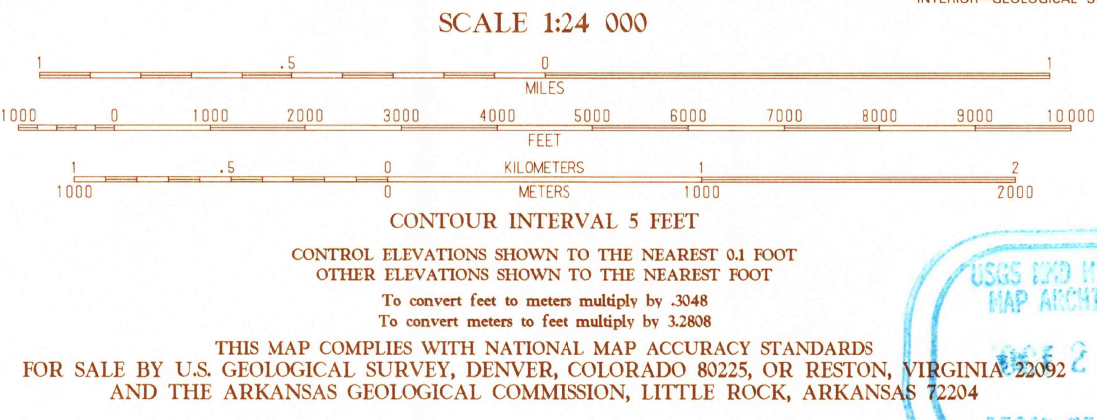 SCALE 1:24 000
1 .5 0 1
MILES
1000 0 1000 2000 3000 4000 5000 6000 7000 8000 9000 10 000
FEET
1 .5 0 KILOMETERS 1 2
1000 0 METERS 1000 2000
CONTOUR INTERVAL 5 FEET
CONTROL ELEVATIONS SHOWN TO THE NEAREST 0.1 FOOT
OTHER ELEVATIONS SHOWN TO THE NEAREST FOOT
To convert feet to meters multiply by .3048
To convert meters to feet multiply by 3.2808
THIS MAP COMPLIES WITH NATIONAL MAP ACCURACY STANDARDS
FOR SALE BY U.S. GEOLOGICAL SURVEY, DENVER, COLORADO 80225, OR RESTON, VIRGINIA 22092
AND THE ARKANSAS GEOLOGICAL COMMISSION, LITTLE ROCK, ARKANSAS 72204
USGS
MAP
2